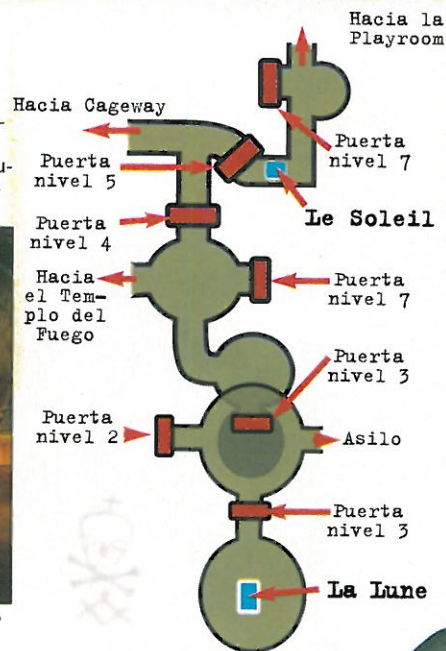 Hacia la
Playroom
Hacia Cageway
Puerta
nivel 7
Puerta
nivel 5
Le Soleil
Puerta
nivel 4
Hacia
el Tem-
plo del
Fuego
Puerta
nivel 7
Puerta
nivel 3
Puerta
nivel 2
Asilo
Puerta
nivel 3
La Lune